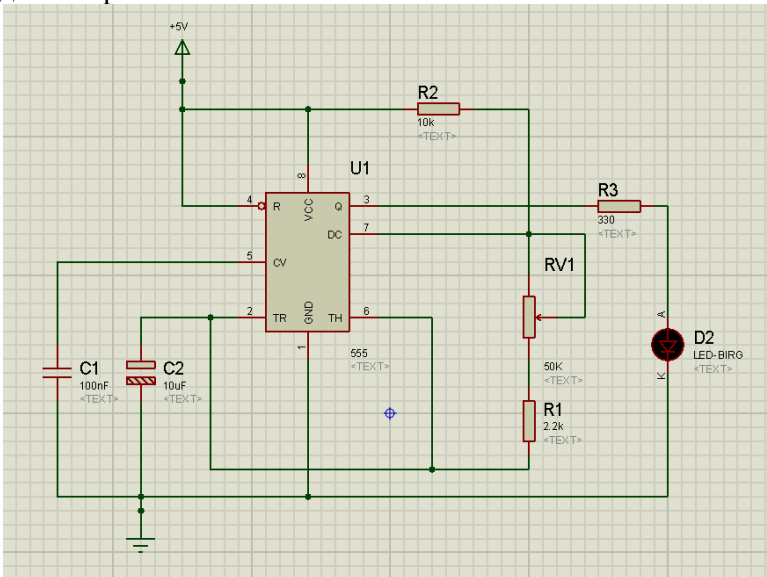 +5V
R2
10k
<TEXT>
U1
8
4
R
VCC
Q
3
R3
330
<TEXT>
DC
7
5
CV
RV1
2
TR
GND
TH
6
1
555
<TEXT>
50K
<TEXT>
A
D2
LED-BIRG
<TEXT>
K
C1
100nF
<TEXT>
C2
10uF
<TEXT>
R1
2.2k
<TEXT>